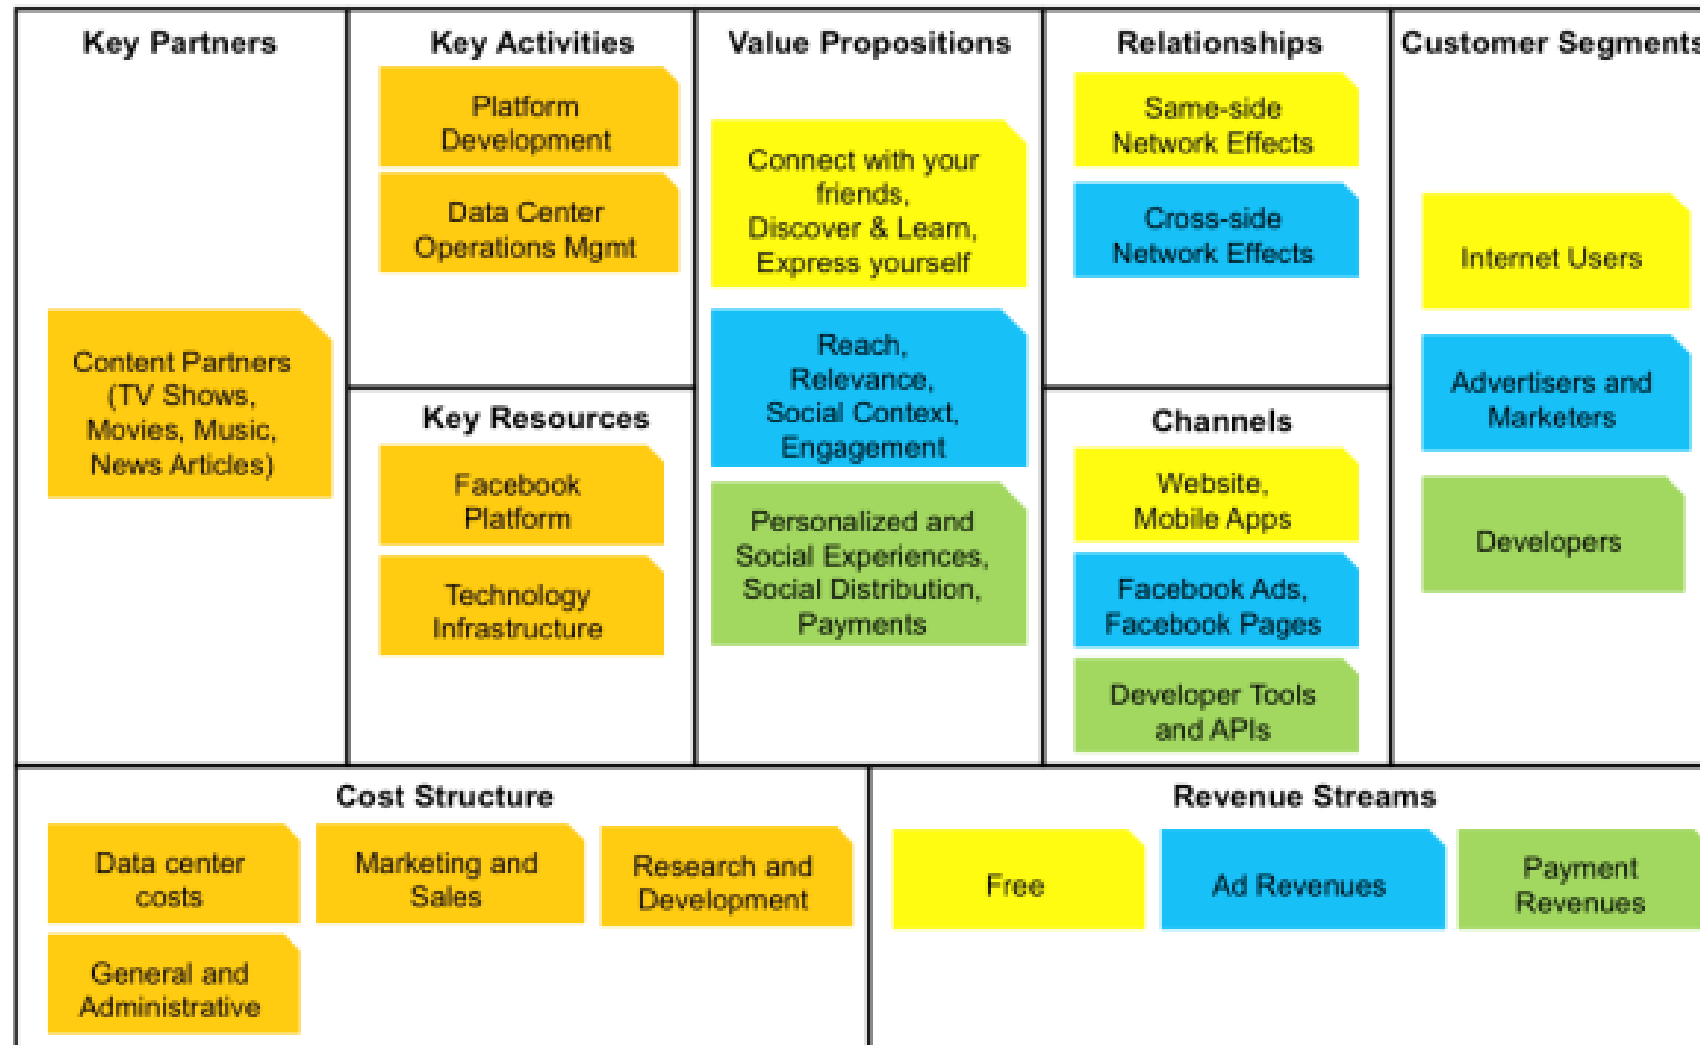 Key Partners
Content Partners
(TV Shows,
Movies, Music,
News Articles)
Key Activities
Platform
Development
Data Center
Operations Mgmt
Key Resources
Facebook
Platform
Technology
Infrastructure
Value Propositions
Connect with your
friends,
Discover & Learn,
Express yourself
Reach,
Relevance,
Social Context,
Engagement
Personalized and
Social Experiences,
Social Distribution,
Payments
Relationships
Same-side
Network Effects
Cross-side
Network Effects
Channels
Website,
Mobile Apps
Facebook Ads,
Facebook Pages
Developer Tools
and APIs
Customer Segments
Internet Users
Advertisers and
Marketers
Developers
Cost Structure
Data center
costs
Marketing and
Sales
Research and
Development
General and
Administrative
Revenue Streams
Free
Ad Revenues
Payment
Revenues